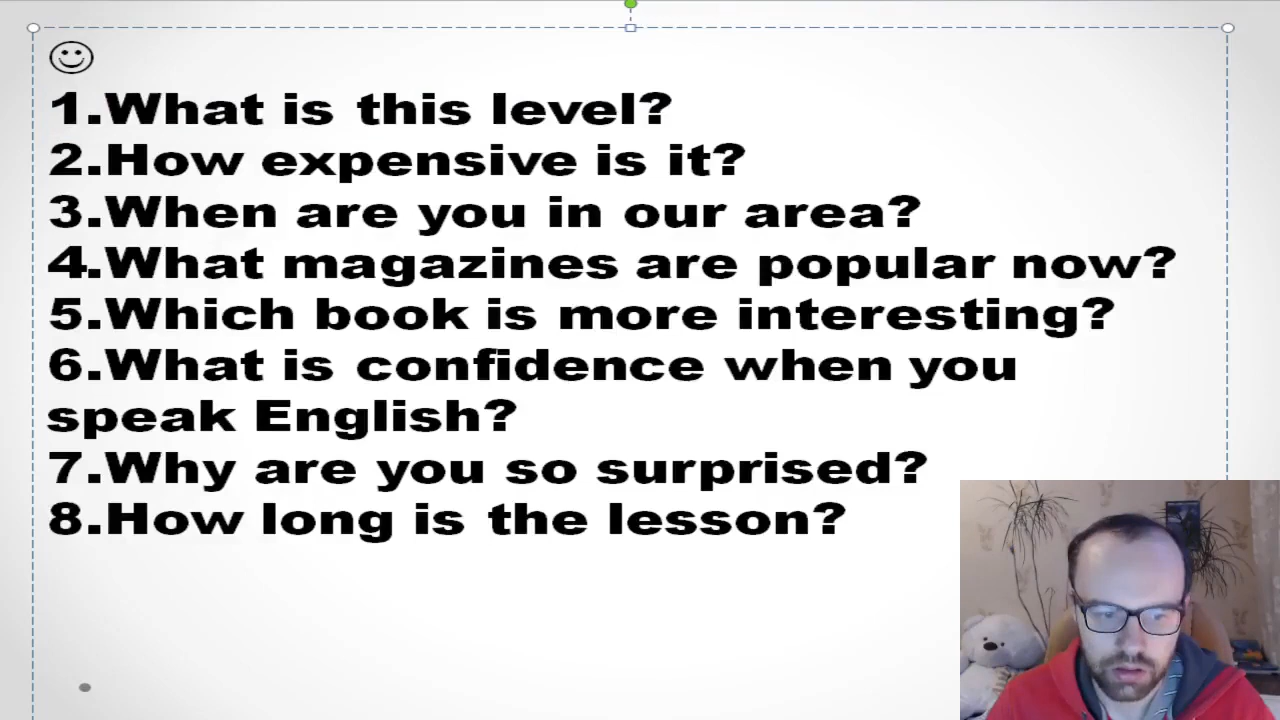 1.What is this level?
2.How expensive is it?
3.When are you in our area?
4.What magazines are popular now?
5.Which book is more interesting?
6.What is confidence when you
speak English?
7.Why are you so surprised?
8.How long is the lesson?